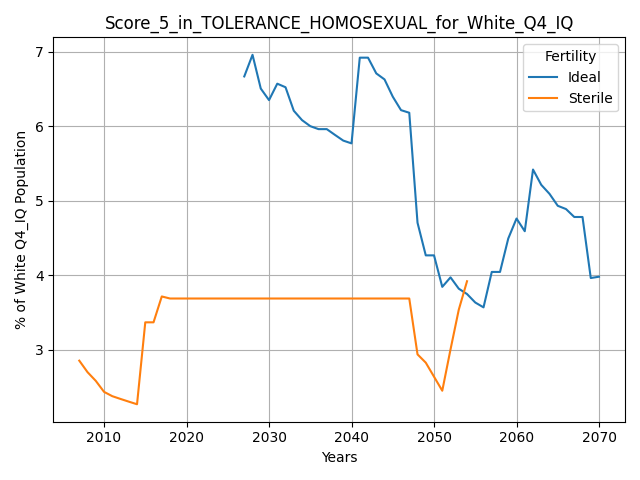 Score_5_in_TOLERANCE_HOMOSEXUAL_for_White_Q4_IQ
Fertility
Ideal
Sterile
% of White Q4_IQ Population
7
6
5
4
3
2010 2020 2030 2040 2050 2060 2070
Years